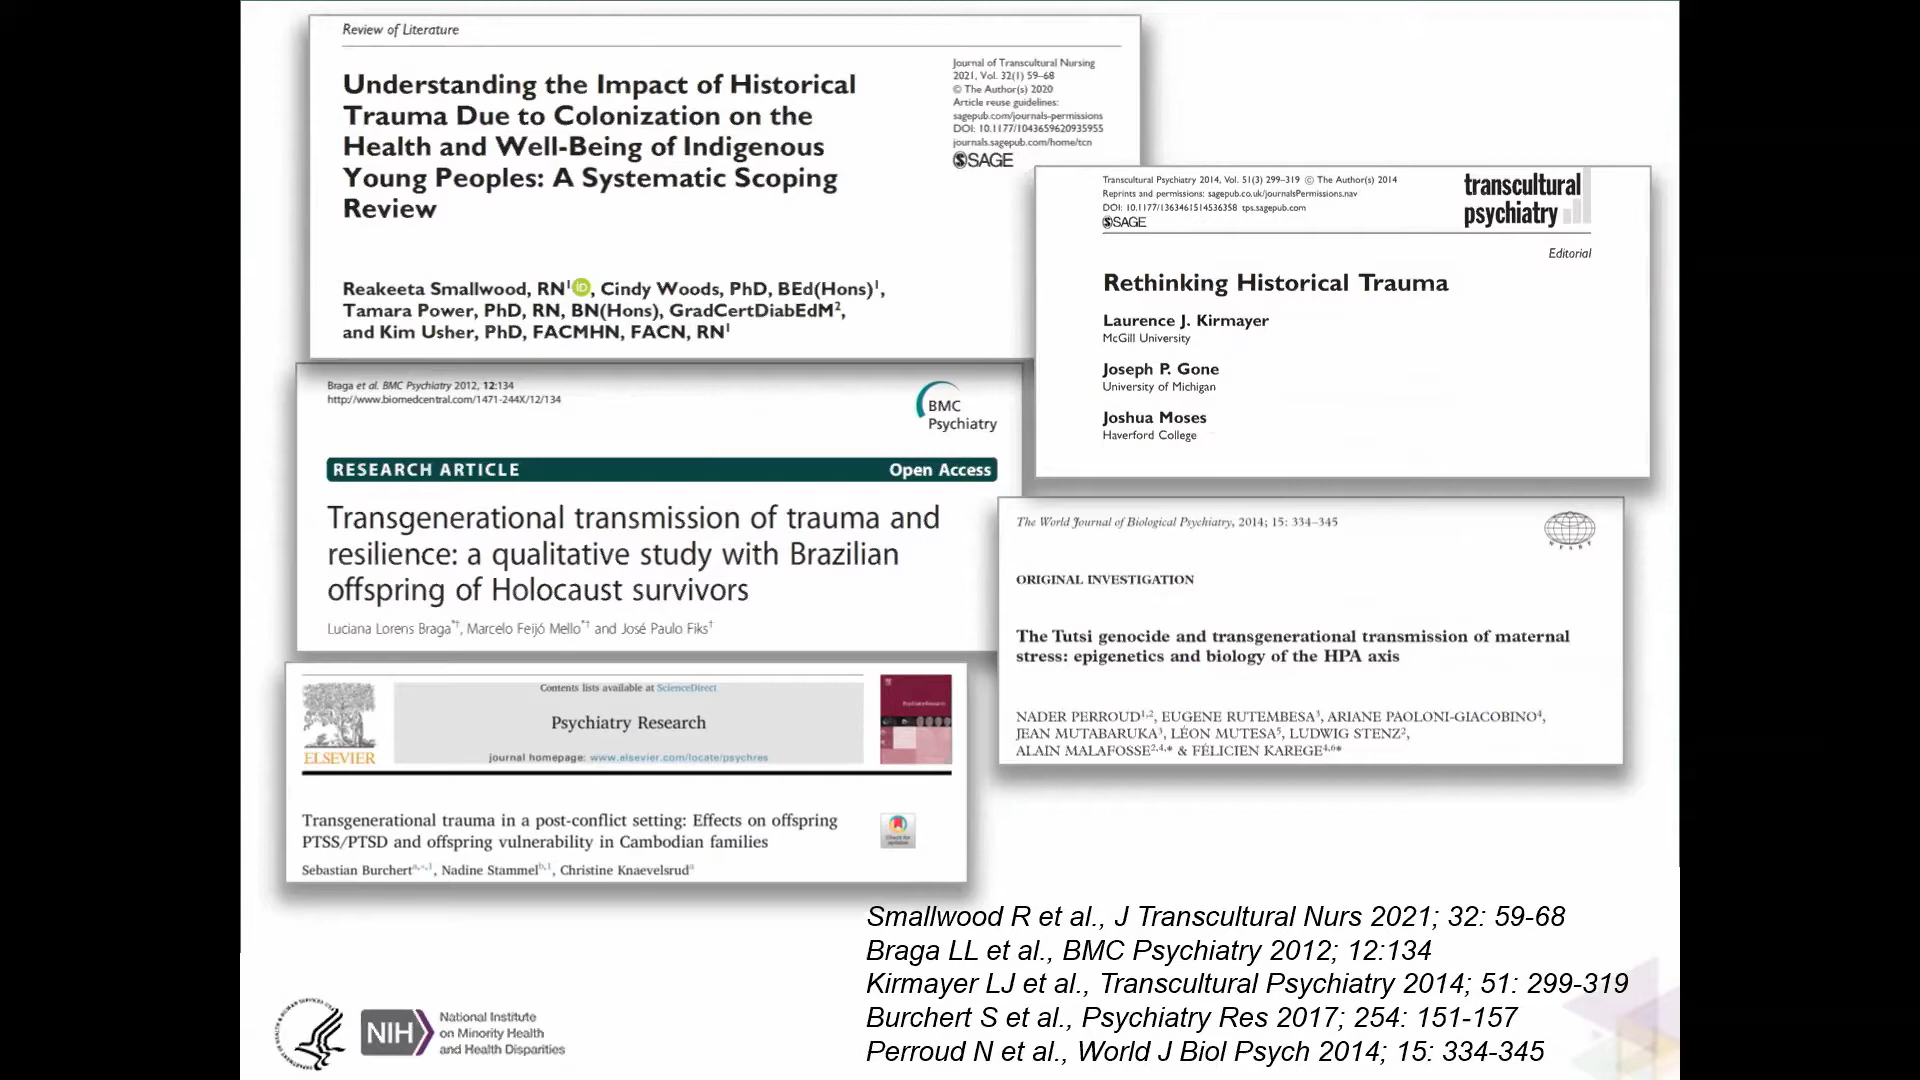 Review of Literature
Understanding the Impact of Historical
Trauma Due to Colonization on the
Health and Well-Being of Indigenous
Young Peoples: A Systematic Scoping
Review
Journal of Transcultural Nursing
2021, Vol. 32(1) 59–68
© The Author(s) 2020
Article reuse guidelines:
sagepub.com/journals-permissions
DOI: 10.1177/1043659620935955
journals.sagepub.com/home/tcn
SAGE
Reakeeta Smallwood, RN¹ iD, Cindy Woods, PhD, BEd(Hons)¹,
Tamara Power, PhD, RN, BN(Hons), GradCertDiabEdM²,
and Kim Usher, PhD, FACMHN, FACN, RN¹
Transcultural Psychiatry 2014, Vol. 51(3) 299–319 © The Author(s) 2014
Reprints and permissions: sagepub.co.uk/journalsPermissions.nav
DOI: 10.1177/1363461514536358 tps.sagepub.com
SAGE
transcultural
psychiatry
Editorial
Rethinking Historical Trauma
Laurence J. Kirmayer
McGill University
Joseph P. Gone
University of Michigan
Joshua Moses
Haverford College
Braga et al. BMC Psychiatry 2012, 12:134
http://www.biomedcentral.com/1471-244X/12/134
BMC
Psychiatry
RESEARCH ARTICLE Open Access
Transgenerational transmission of trauma and
resilience: a qualitative study with Brazilian
offspring of Holocaust survivors
Luciana Lorens Braga*†, Marcelo Feijó Mello*† and José Paulo Fiks†
The World Journal of Biological Psychiatry, 2014; 15: 334–345
ORIGINAL INVESTIGATION
The Tutsi genocide and transgenerational transmission of maternal
stress: epigenetics and biology of the HPA axis
NADER PERROUD¹,², EUGENE RUTEMBESA³, ARIANE PAOLONI-GIACOBINO⁴,
JEAN MUTABARUKA³, LÉON MUTESA⁵, LUDWIG STENZ²,
ALAIN MALAFOSSE²,⁴,* & FÉLICIEN KAREGE⁴,⁶*
Contents lists available at ScienceDirect
Psychiatry Research
journal homepage: www.elsevier.com/locate/psychres
ELSEVIER
Transgenerational trauma in a post-conflict setting: Effects on offspring
PTSS/PTSD and offspring vulnerability in Cambodian families
Check for
updates
Sebastian Burchert, Nadine Stammel, Christine Knaevelsrud
Smallwood R et al., J Transcultural Nurs 2021; 32: 59-68
Braga LL et al., BMC Psychiatry 2012; 12:134
Kirmayer LJ et al., Transcultural Psychiatry 2014; 51: 299-319
Burchert S et al., Psychiatry Res 2017; 254: 151-157
Perroud N et al., World J Biol Psych 2014; 15: 334-345
NIH
National Institute
on Minority Health
and Health Disparities